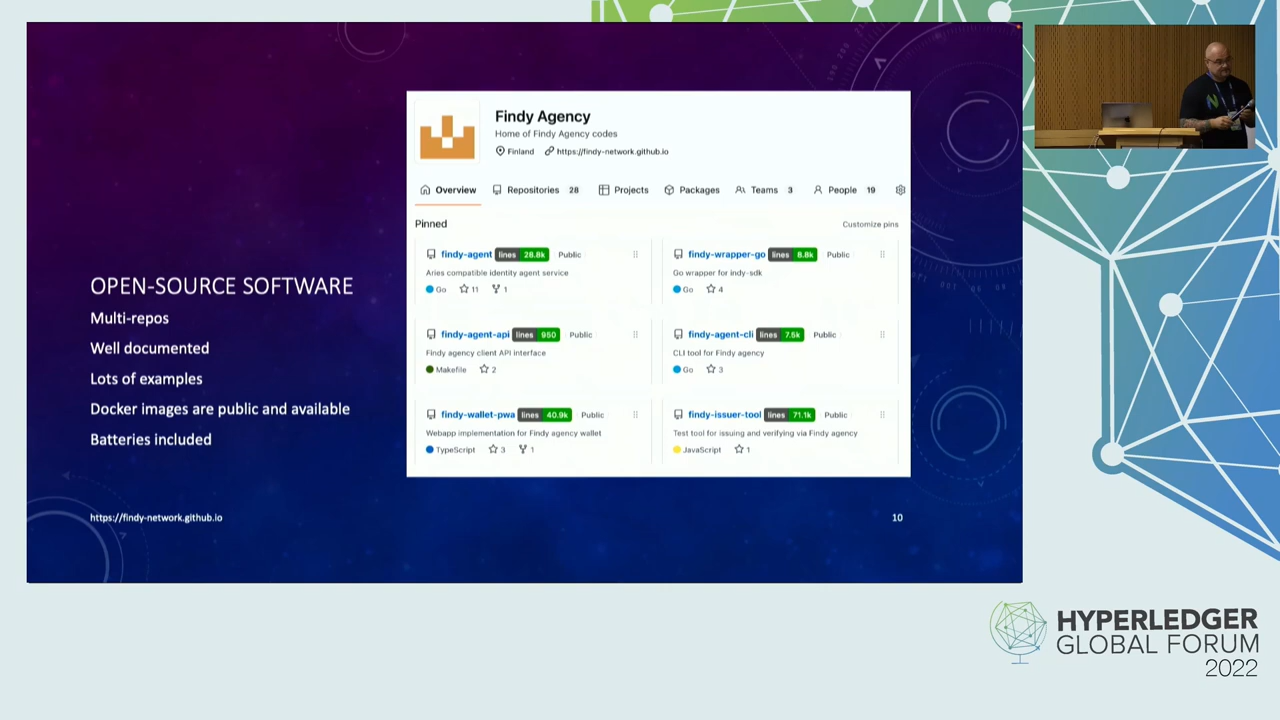 OPEN-SOURCE SOFTWARE
Multi-repos
Well documented
Lots of examples
Docker images are public and available
Batteries included
https://findy-network.github.io
10
Findy Agency
Home of Findy Agency codes
Finland https://findy-network.github.io
Overview Repositories 28 Projects Packages Teams 3 People 19
Pinned
Customize pins
findy-agent lines 28.8k Public
Aries compatible identity agent service
Go 11 1
findy-wrapper-go lines 8.8k Public
Go wrapper for indy-sdk
Go 4
findy-agent-api lines 950 Public
Findy agency client API interface
Makefile 2
findy-agent-cli lines 7.5k Public
CLI tool for Findy agency
Go 3
findy-wallet-pwa lines 40.9k Public
Webapp implementation for Findy agency wallet
TypeScript 3 1
findy-issuer-tool lines 71.1k Public
Test tool for issuing and verifying via Findy agency
JavaScript 1
HYPERLEDGER
GLOBAL FORUM
2022